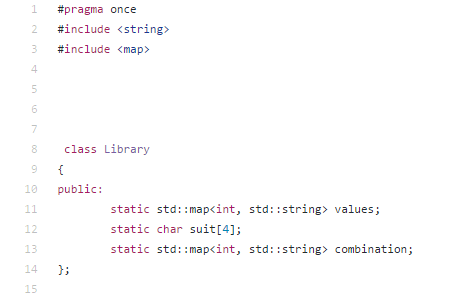 1 #pragma once
2 #include <string>
3 #include <map>
4
5
6
7
8 class Library
9 {
10 public:
11 static std::map<int, std::string> values;
12 static char suit[4];
13 static std::map<int, std::string> combination;
14 };
15